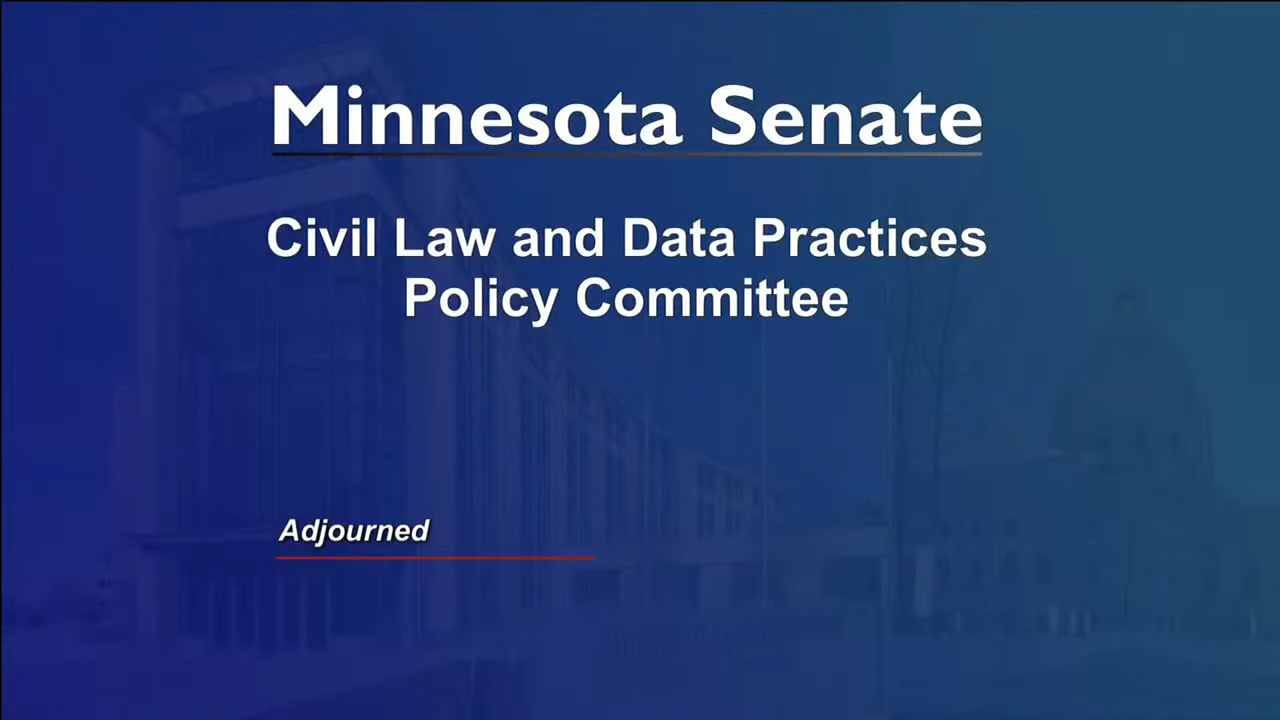 Minnesota Senate
Civil Law and Data Practices
Policy Committee
Adjourned